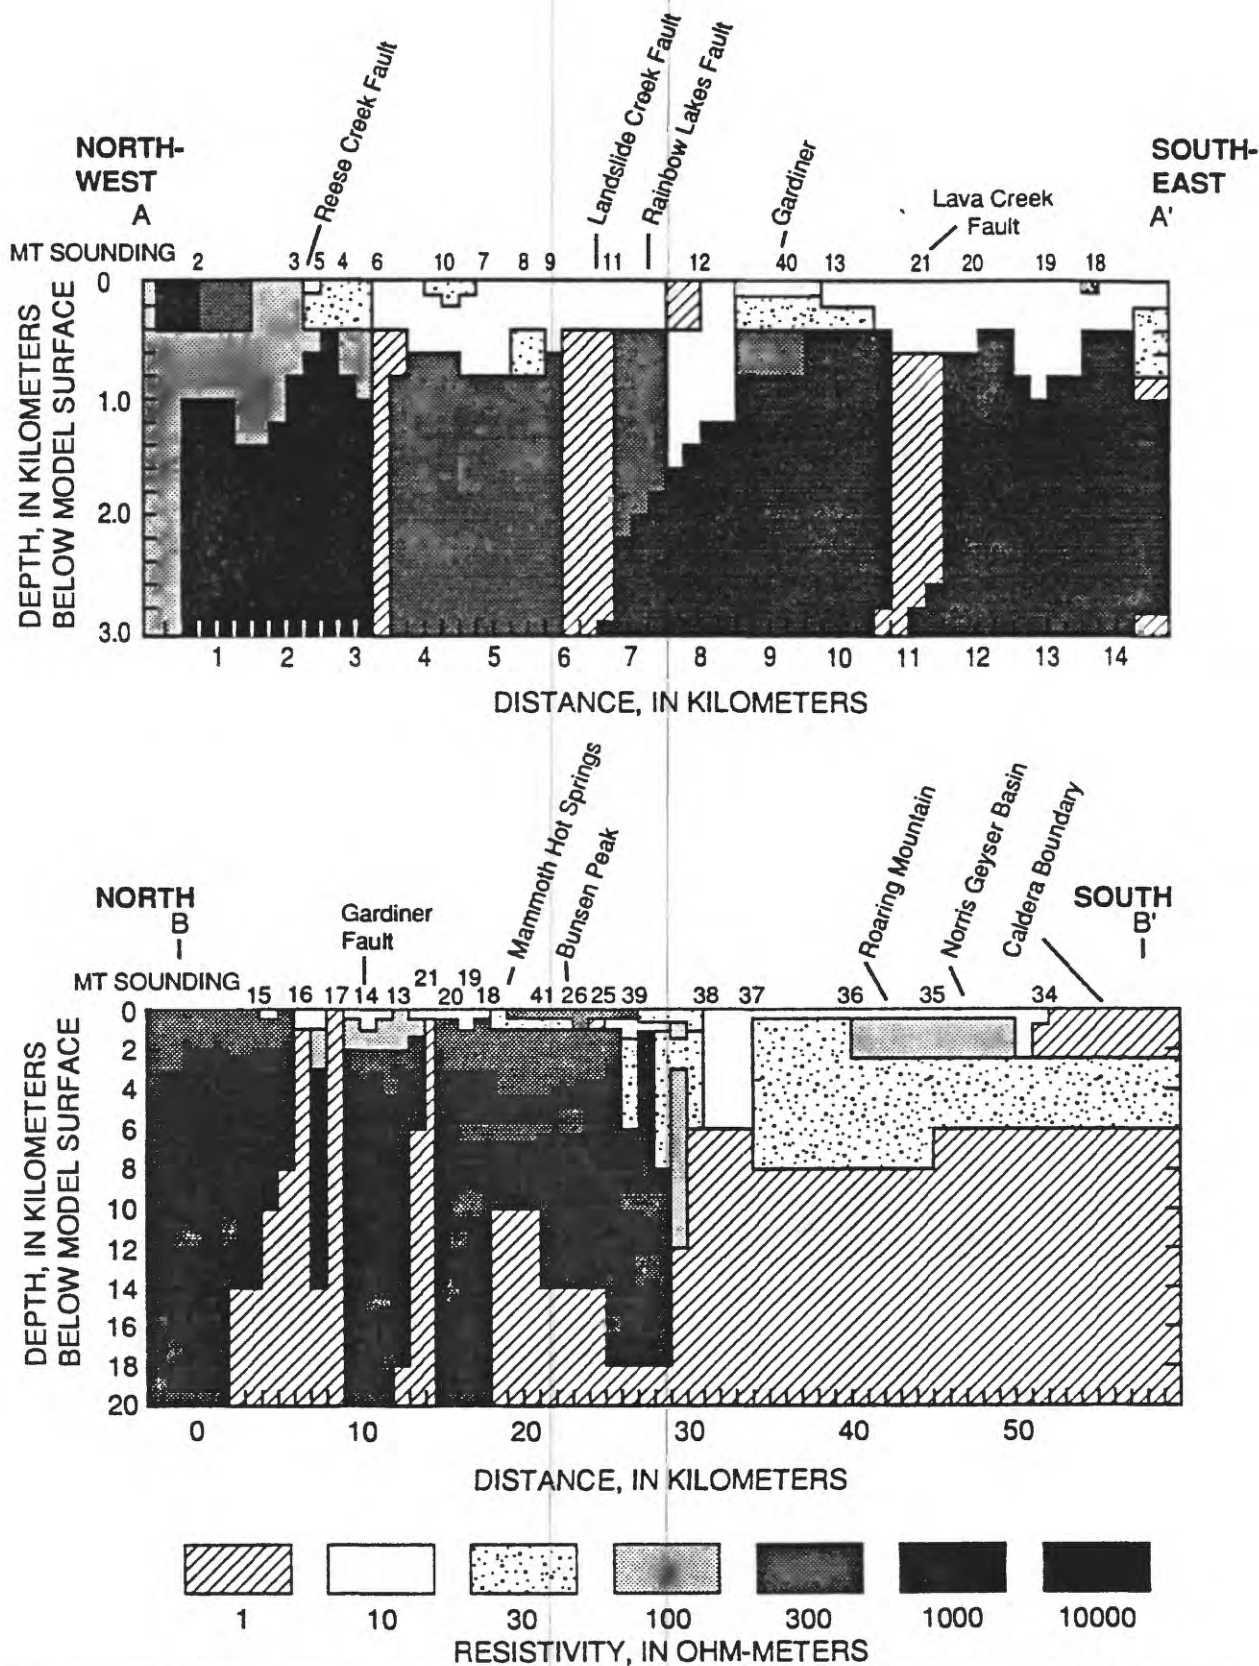 Reese Creek Fault
Landslide Creek Fault
Rainbow Lakes Fault
Gardiner
Lava Creek
Fault
NORTH-
WEST
A
SOUTH-
EAST
A'
MT SOUNDING
2 3 5 4 6 10 7 8 9 11 12 40 13 21 20 19 18
DEPTH, IN KILOMETERS
BELOW MODEL SURFACE
0
1.0
2.0
3.0
1 2 3 4 5 6 7 8 9 10 11 12 13 14
DISTANCE, IN KILOMETERS
NORTH
B
Gardiner
Fault
Mammoth Hot Springs
Bunsen Peak
Roaring Mountain
Norris Geyser Basin
Caldera Boundary
SOUTH
B'
MT SOUNDING
15 16 17 14 13 21 20 19 18 41 26 25 39 38 37 36 35 34
DEPTH, IN KILOMETERS
BELOW MODEL SURFACE
0
2
4
6
8
10
12
14
16
18
20
0 10 20 30 40 50
DISTANCE, IN KILOMETERS
1 10 30 100 300 1000 10000
RESISTIVITY, IN OHM-METERS